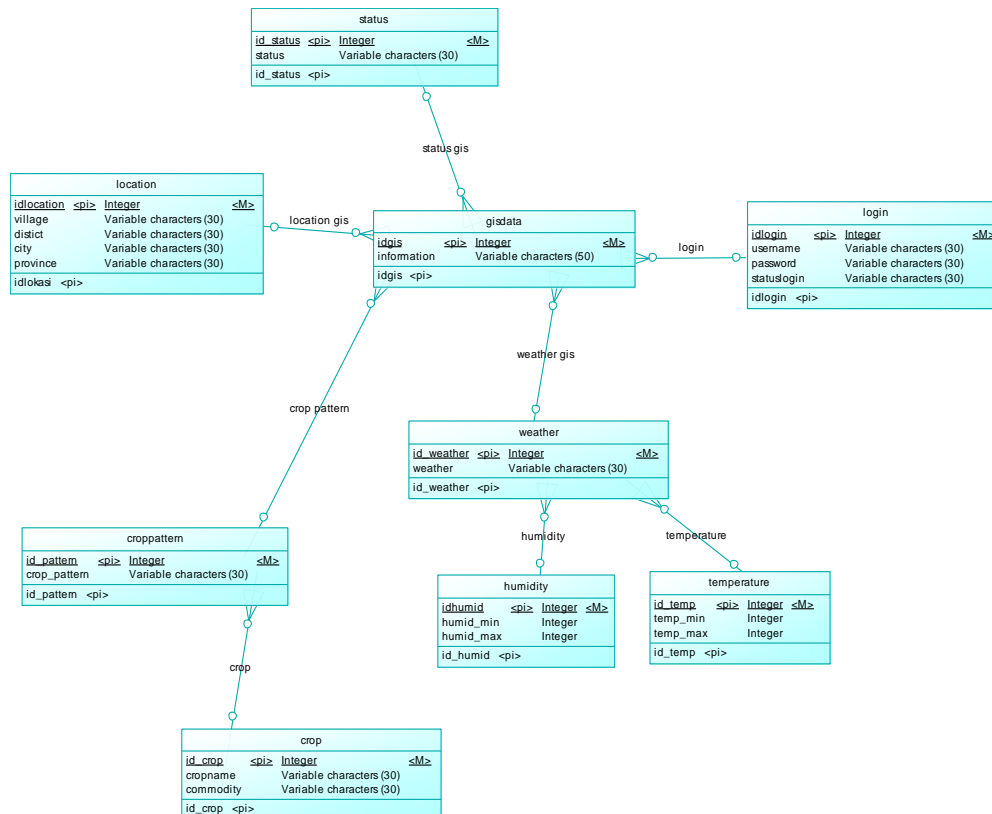 status
id_status <pi> Integer <M>
status Variable characters (30)
id_status <pi>
status gis
location
idlocation <pi> Integer <M>
village Variable characters (30)
distict Variable characters (30)
city Variable characters (30)
province Variable characters (30)
idlokasi <pi>
location gis
gisdata
idgis <pi> Integer <M>
information Variable characters (50)
idgis <pi>
login
login
idlogin <pi> Integer <M>
username Variable characters (30)
password Variable characters (30)
statuslogin Variable characters (30)
idlogin <pi>
weather gis
crop pattern
weather
id_weather <pi> Integer <M>
weather Variable characters (30)
id_weather <pi>
humidity
temperature
croppattern
id_pattern <pi> Integer <M>
crop_pattern Variable characters (30)
id_pattern <pi>
humidity
idhumid <pi> Integer <M>
humid_min Integer
humid_max Integer
id_humid <pi>
temperature
id_temp <pi> Integer <M>
temp_min Integer
temp_max Integer
id_temp <pi>
crop
crop
id_crop <pi> Integer <M>
cropname Variable characters (30)
commodity Variable characters (30)
id_crop <pi>